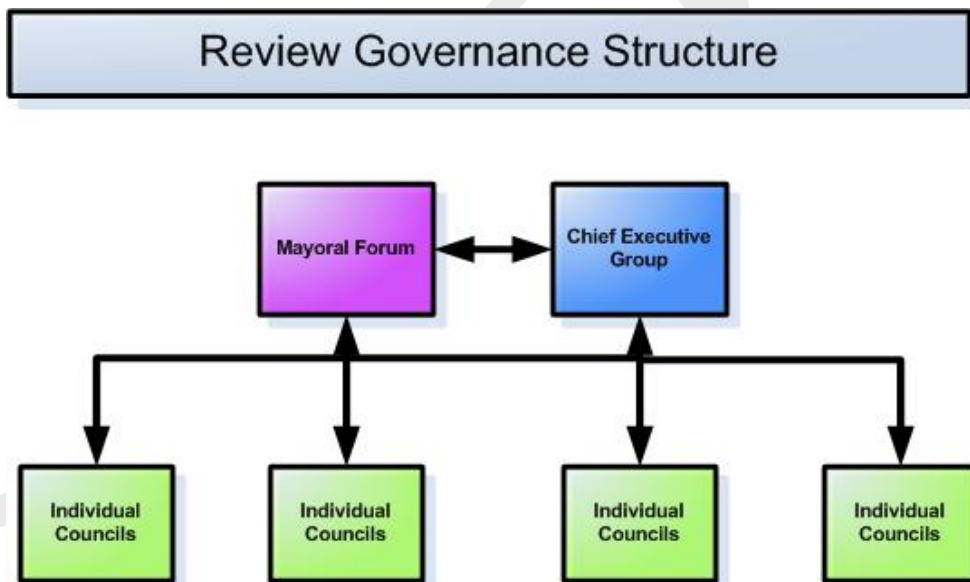 Review Governance Structure
Mayoral Forum
Chief Executive
Group
Individual
Councils
Individual
Councils
Individual
Councils
Individual
Councils